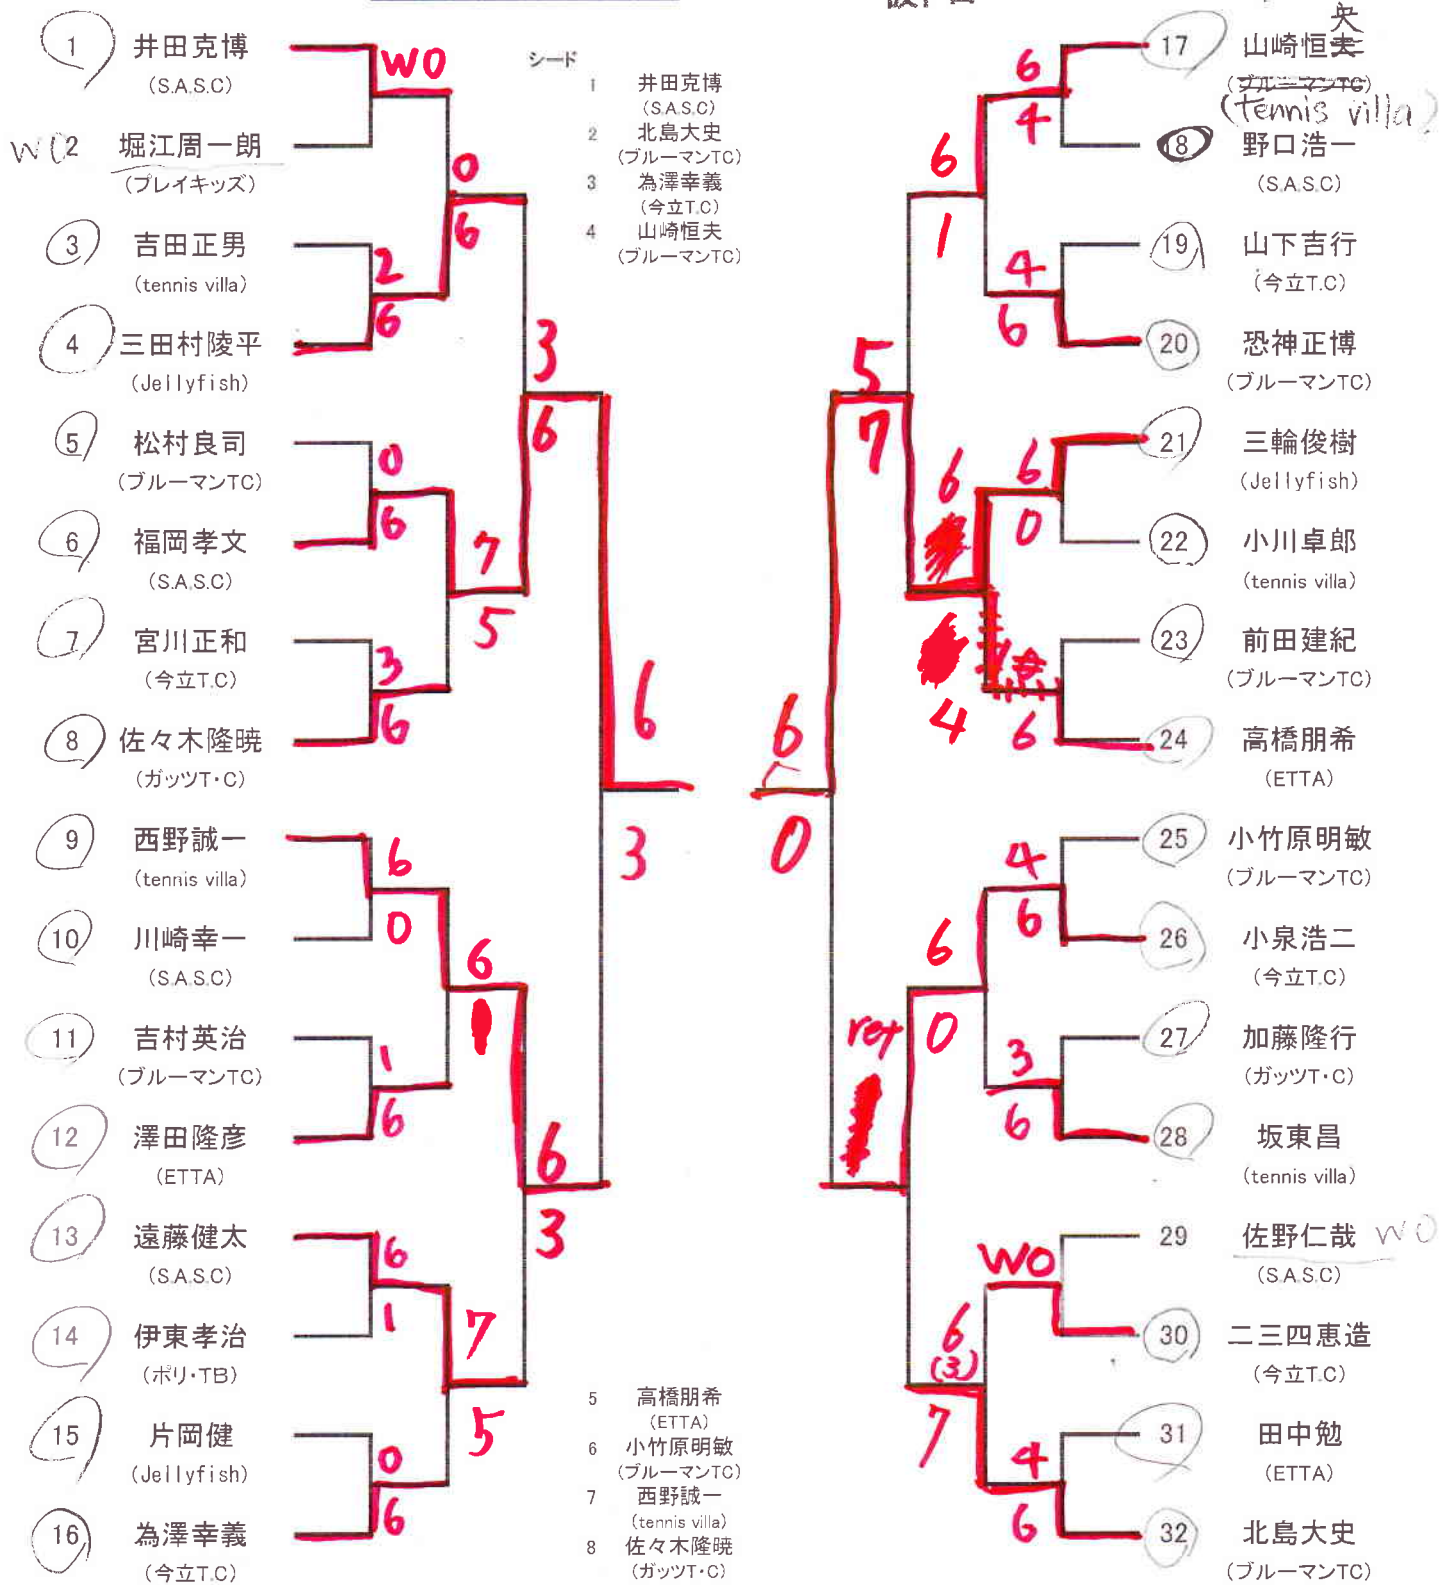 1 井田克博
(S.A.S.C)
WO 2 堀江周一朗
(プレイキッズ)
3 吉田正男
(tennis villa)
4 三田村陵平
(Jellyfish)
5 松村良司
(ブルーマンTC)
6 福岡孝文
(S.A.S.C)
7 宮川正和
(今立T.C)
8 佐々木隆暁
(ガッツT・C)
9 西野誠一
(tennis villa)
10 川崎幸一
(S.A.S.C)
11 吉村英治
(ブルーマンTC)
12 澤田隆彦
(ETTA)
13 遠藤健太
(S.A.S.C)
14 伊東孝治
(ポリ・TB)
15 片岡健
(Jellyfish)
16 為澤幸義
(今立T.C)
WO
2
6
0
6
3
6
6
0
1
6
6
1
0
6
0
6
7
5
6
7
5
3
6
6
3
6
3
シード
1 井田克博
(S.A.S.C)
2 北島大史
(ブルーマンTC)
3 為澤幸義
(今立T.C)
4 山崎恒夫
(ブルーマンTC)
5 高橋朋希
(ETTA)
6 小竹原明敏
(ブルーマンTC)
7 西野誠一
(tennis villa)
8 佐々木隆暁
(ガッツT・C)
6
0
5
7
ret
6
1
6
4
6
0
6
(3)
7
6
4
4
6
6
0
6
4
6
3
6
WO
4
6
央
17 山崎恒夫
(ブルーマンTC)
(tennis villa)
18 野口浩一
(S.A.S.C)
19 山下吉行
(今立T.C)
20 恐神正博
(ブルーマンTC)
21 三輪俊樹
(Jellyfish)
22 小川卓郎
(tennis villa)
23 前田建紀
(ブルーマンTC)
24 高橋朋希
(ETTA)
25 小竹原明敏
(ブルーマンTC)
26 小泉浩二
(今立T.C)
27 加藤隆行
(ガッツT・C)
28 坂東昌
(tennis villa)
29 佐野仁哉 WO
(S.A.S.C)
30 二三四恵造
(今立T.C)
31 田中勉
(ETTA)
32 北島大史
(ブルーマンTC)